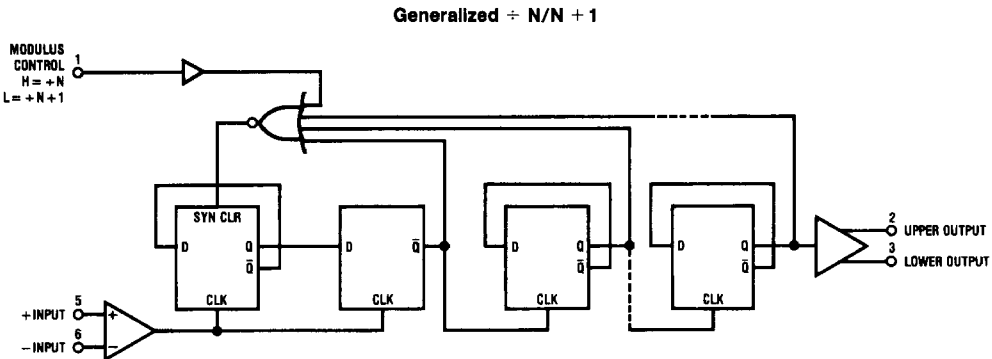 Generalized ÷ N/N + 1
MODULUS
CONTROL
H= ÷N
L= ÷N+1
1
SYN CLR
D
Q
Q̅
CLK
D
Q̅
CLK
D
Q
Q̅
CLK
D
Q
Q̅
CLK
2
UPPER OUTPUT
3
LOWER OUTPUT
+INPUT
5
+
−INPUT
6
−